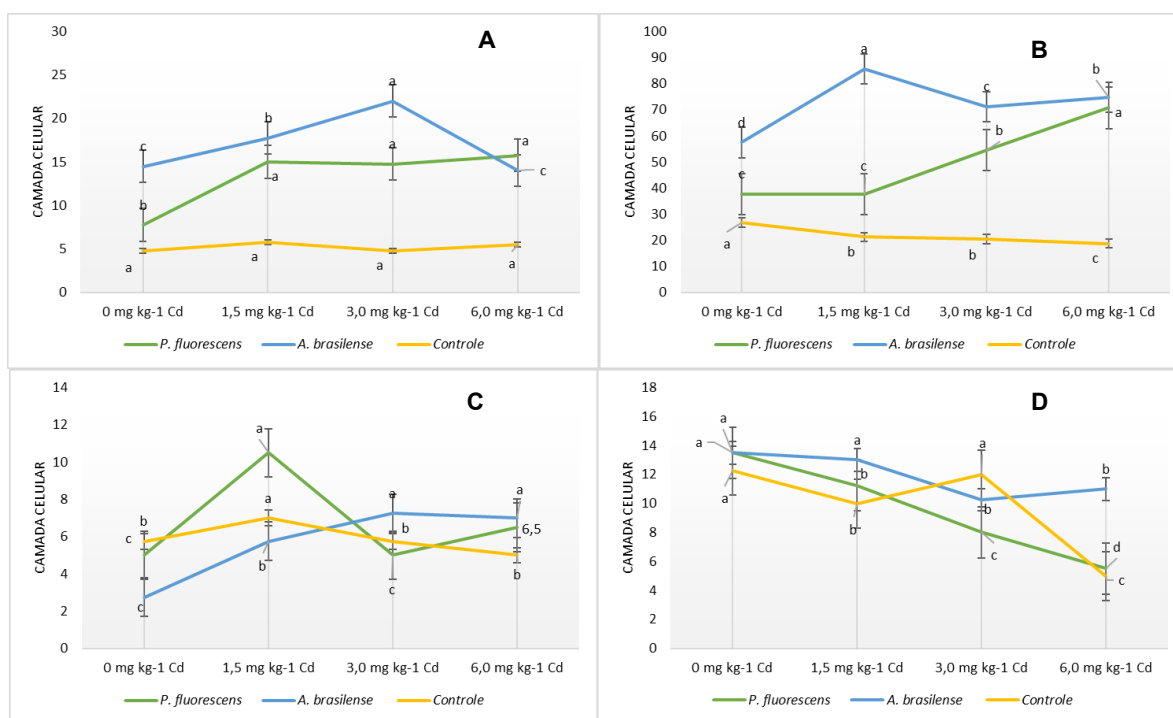 A
CAMADA CELULAR
30
25
20
15
10
5
0
a
b
c
a
a
b
a
c
a
a
a
a
0 mg kg-1 Cd 1,5 mg kg-1 Cd 3,0 mg kg-1 Cd 6,0 mg kg-1 Cd
P. fluorescens A. brasilense Controle
B
CAMADA CELULAR
100
90
80
70
60
50
40
30
20
10
0
a
b
c
d
a
b
c
a
b
b
c
0 mg kg-1 Cd 1,5 mg kg-1 Cd 3,0 mg kg-1 Cd 6,0 mg kg-1 Cd
P. fluorescens A. brasilense Controle
C
CAMADA CELULAR
14
12
10
8
6
4
2
0
a
a
a
a
b
c
b
6,5
b
c
b
c
0 mg kg-1 Cd 1,5 mg kg-1 Cd 3,0 mg kg-1 Cd 6,0 mg kg-1 Cd
P. fluorescens A. brasilense Controle
D
CAMADA CELULAR
18
16
14
12
10
8
6
4
2
0
a
a
a
a
b
b
a
b
b
c
d
c
0 mg kg-1 Cd 1,5 mg kg-1 Cd 3,0 mg kg-1 Cd 6,0 mg kg-1 Cd
P. fluorescens A. brasilense Controle